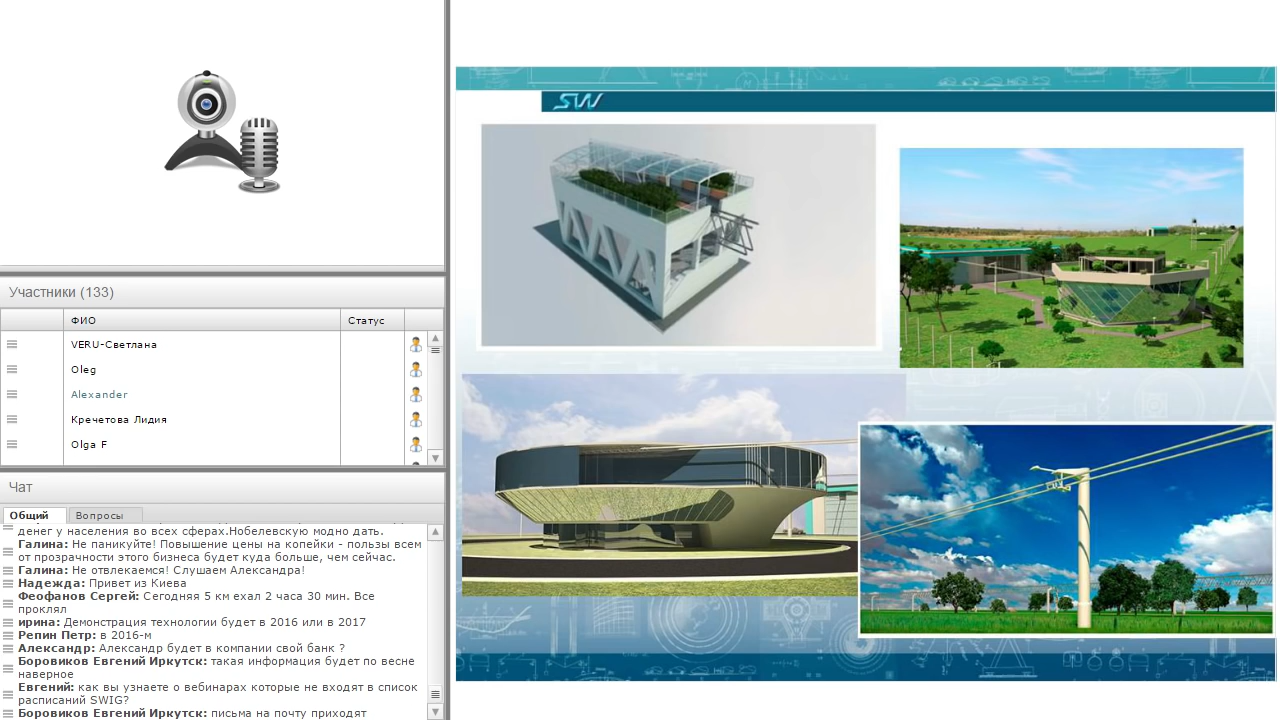 Участники (133)
ФИО
Статус
VERU-Светлана
Oleg
Alexander
Кречетова Лидия
Olga F
Чат
Общий
Вопросы
денег у населения во всех сферах.Нобелевскую модно дать.
Галина: Не паникуйте! Повышение цены на копейки - пользы всем
от прозрачности этого бизнеса будет куда больше, чем сейчас.
Галина: Не отвлекаемся! Слушаем Александра!
Надежда: Привет из Киева
Феофанов Сергей: Сегодня 5 км ехал 2 часа 30 мин. Все
проклял
ирина: Демонстрация технологии будет в 2016 или в 2017
Репин Петр: в 2016-м
Александр: Александр будет в компании свой банк ?
Боровиков Евгений Иркутск: такая информация будет по весне
наверное
Евгений: как вы узнаете о вебинарах которые не входят в список
расписаний SWIG?
Боровиков Евгений Иркутск: письма на почту приходят
SW